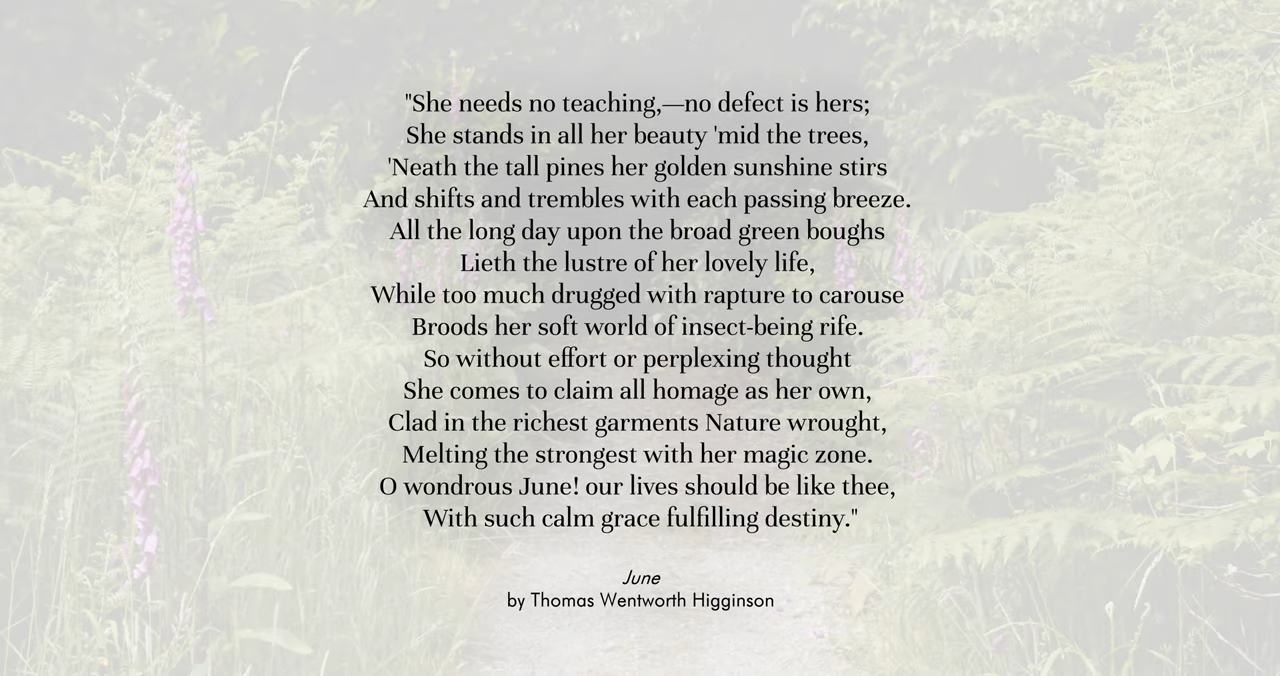 "She needs no teaching,—no defect is hers;
She stands in all her beauty 'mid the trees,
'Neath the tall pines her golden sunshine stirs
And shifts and trembles with each passing breeze.
All the long day upon the broad green boughs
Lieth the lustre of her lovely life,
While too much drugged with rapture to carouse
Broods her soft world of insect-being rife.
So without effort or perplexing thought
She comes to claim all homage as her own,
Clad in the richest garments Nature wrought,
Melting the strongest with her magic zone.
O wondrous June! our lives should be like thee,
With such calm grace fulfilling destiny."
June
by Thomas Wentworth Higginson